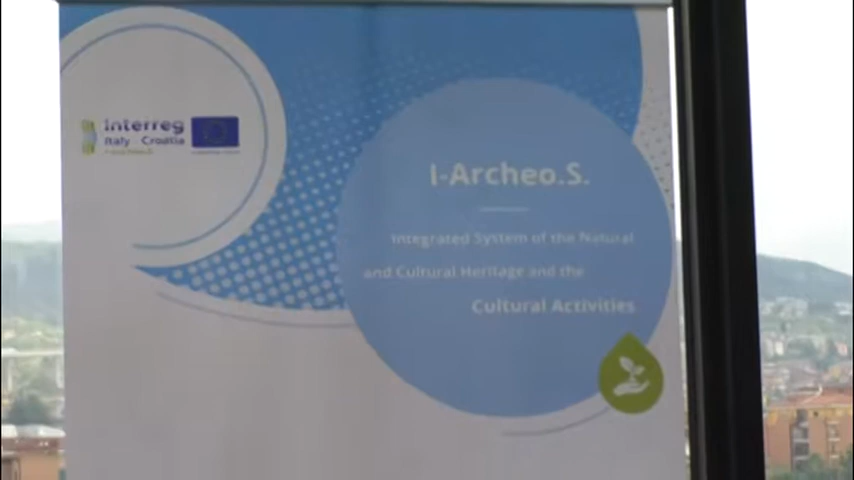 Interreg
Italy - Croatia
I-Archeo.S.
Integrated System of the Natural
and Cultural Heritage and the
Cultural Activities